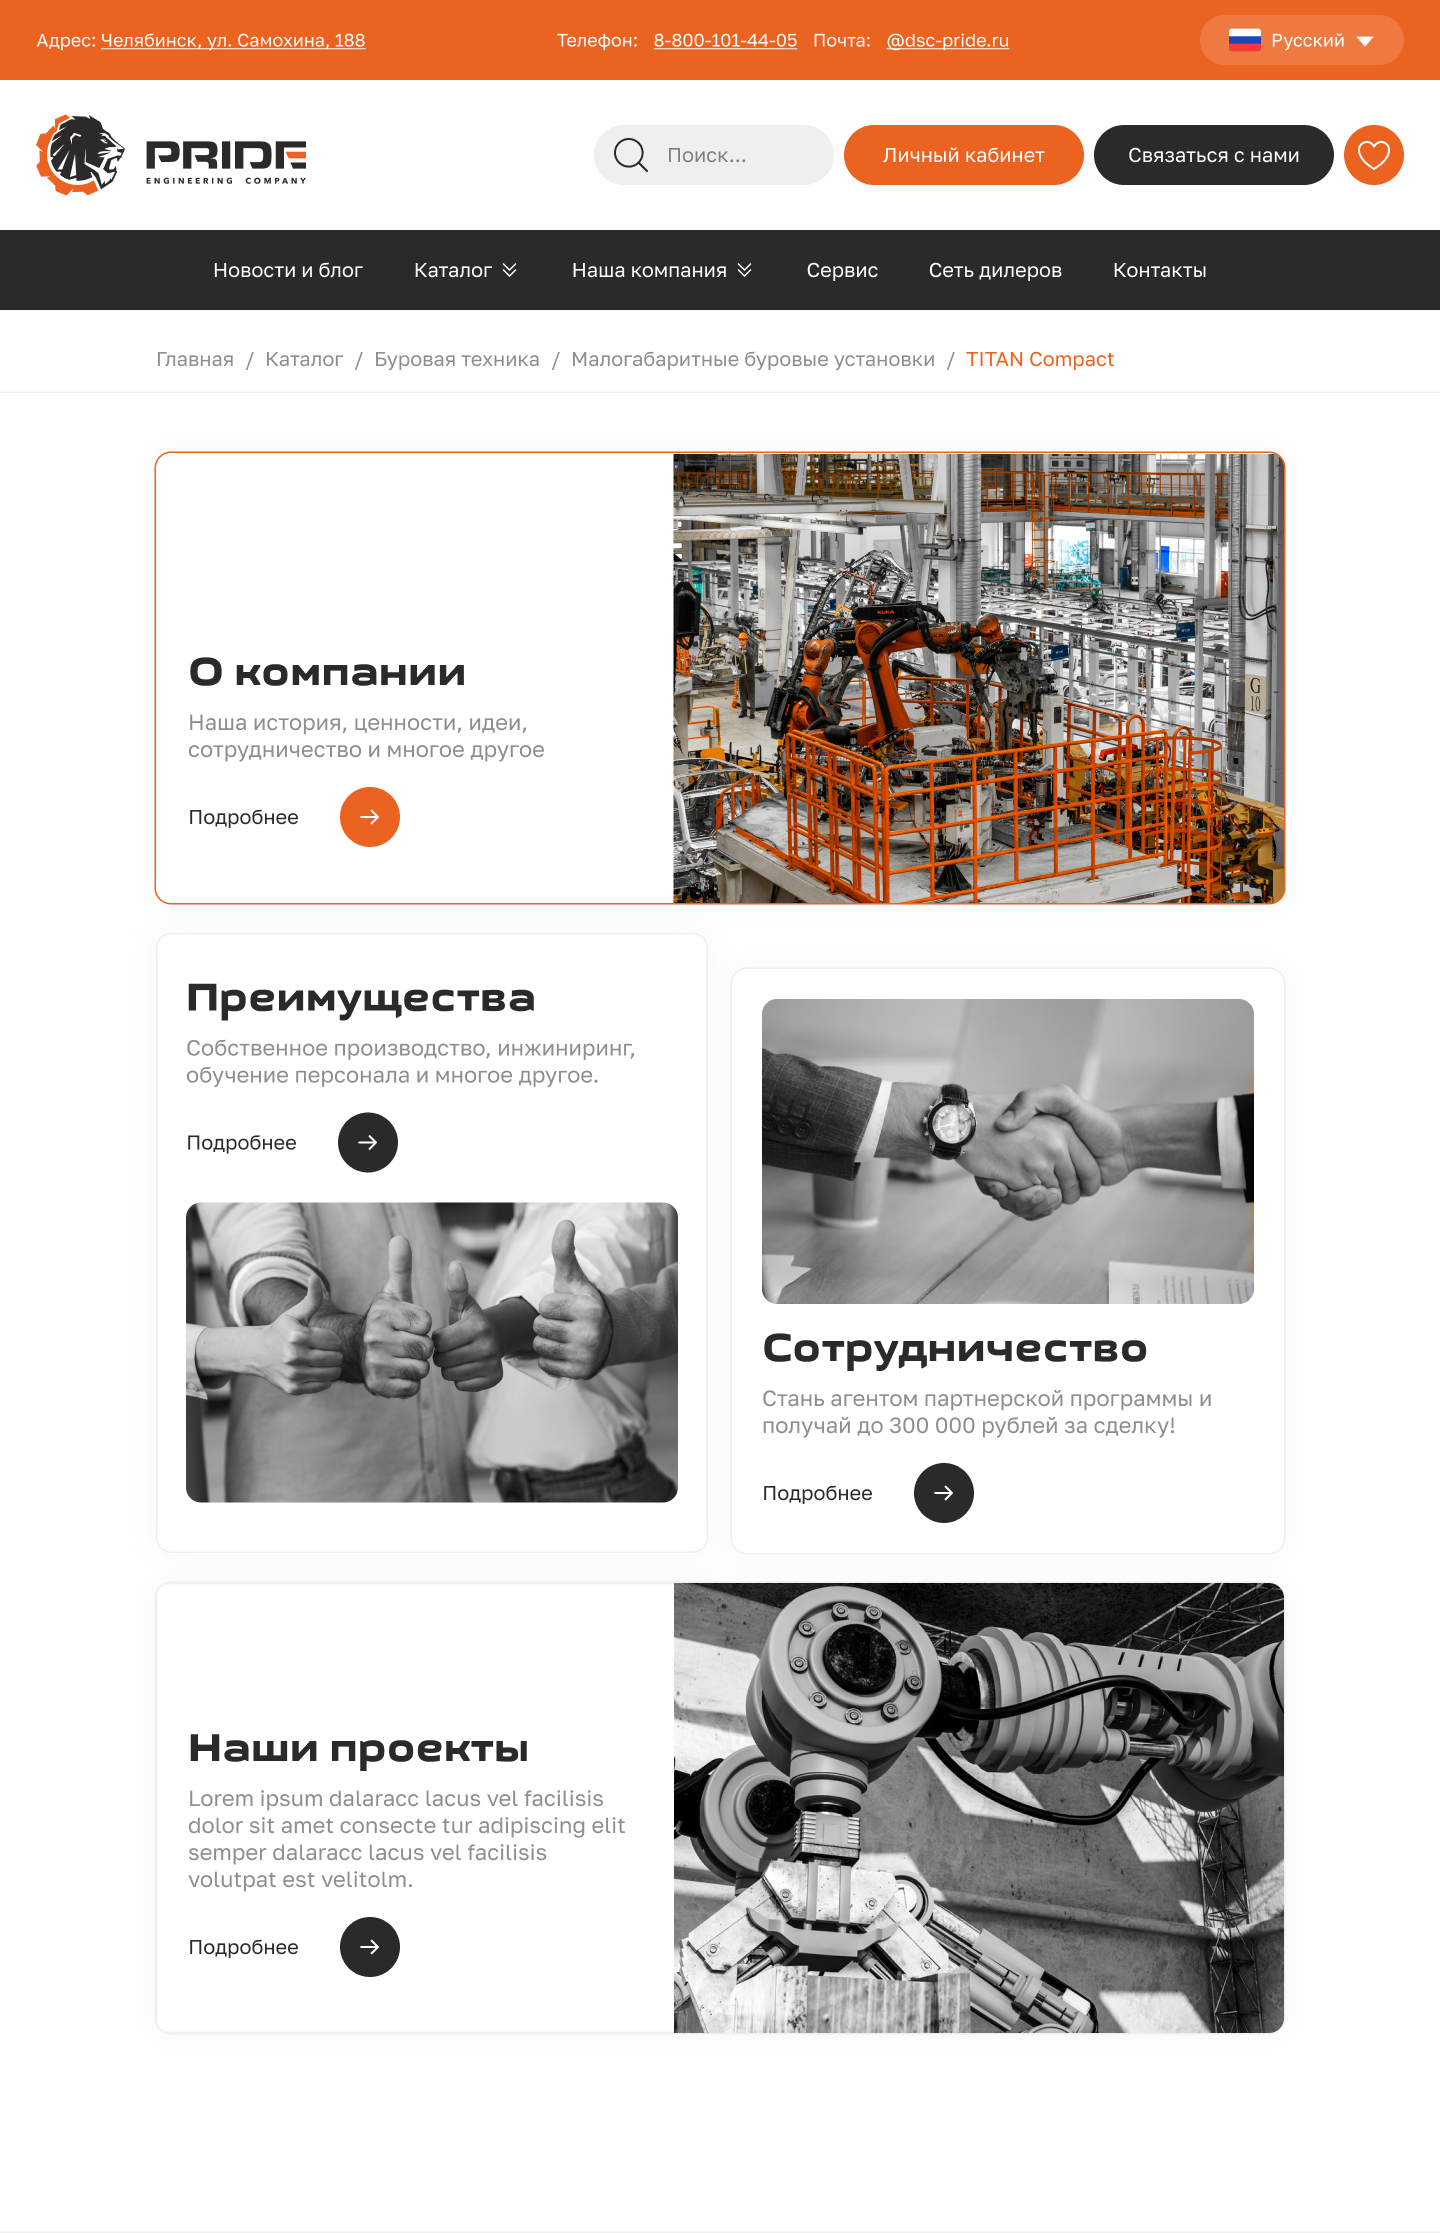 Адрес: Челябинск, ул. Самохина, 188
Телефон: 8-800-101-44-05 Почта: @dsc-pride.ru
Русский
PRIDE
ENGINEERING COMPANY
Поиск...
Личный кабинет
Связаться с нами
Новости и блог Каталог Наша компания Сервис Сеть дилеров Контакты
Главная / Каталог / Буровая техника / Малогабаритные буровые установки / TITAN Compact
О компании
Наша история, ценности, идеи,
сотрудничество и многое другое
Подробнее
KUKA
G
10
Преимущества
Собственное производство, инжиниринг,
обучение персонала и многое другое.
Подробнее
Сотрудничество
Стань агентом партнерской программы и
получай до 300 000 рублей за сделку!
Подробнее
Наши проекты
Lorem ipsum dalaracc lacus vel facilisis
dolor sit amet consecte tur adipiscing elit
semper dalaracc lacus vel facilisis
volutpat est velitolm.
Подробнее